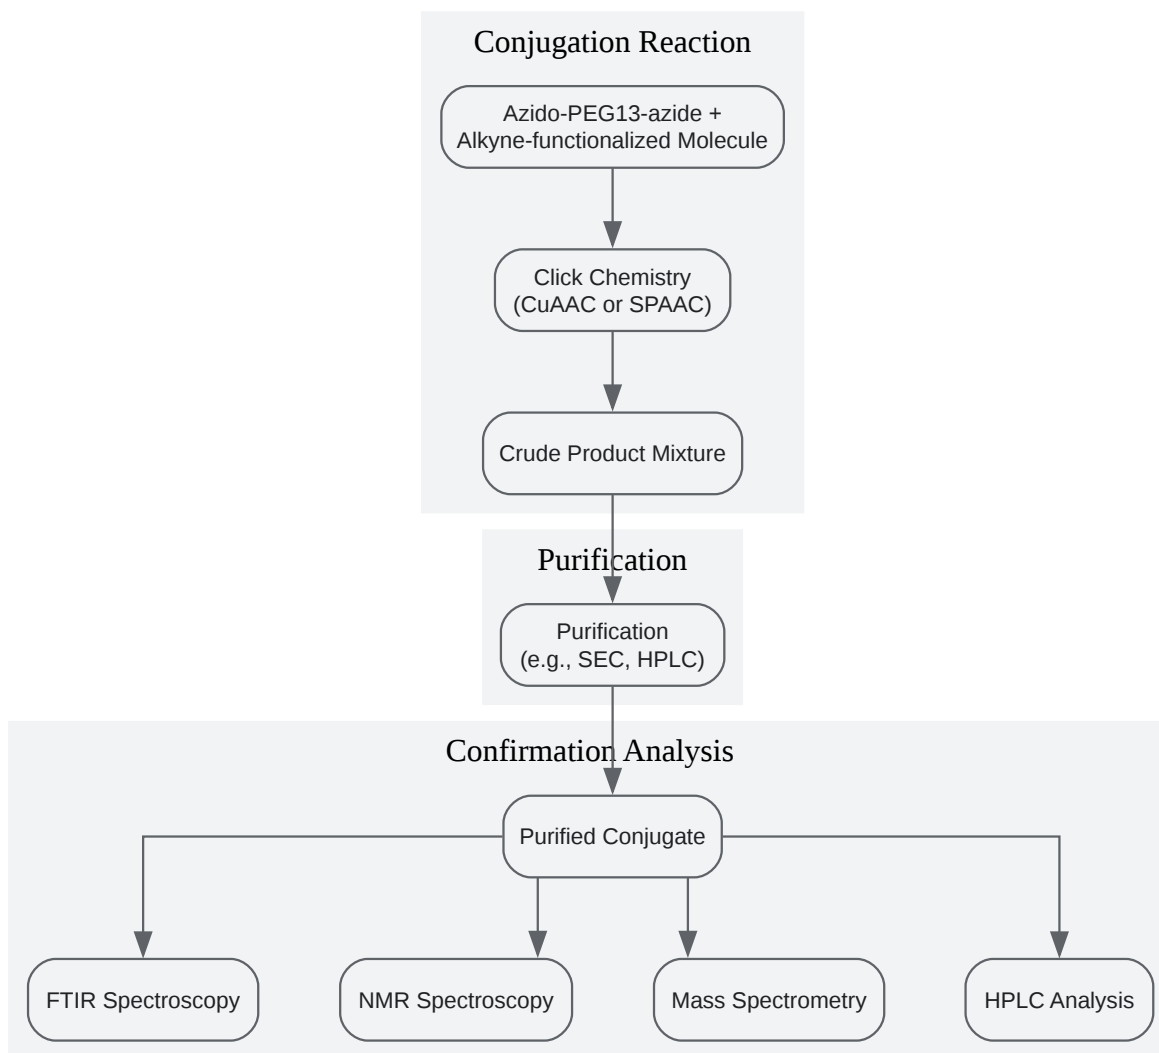 Conjugation Reaction
Azido-PEG13-azide +
Alkyne-functionalized Molecule
Click Chemistry
(CuAAC or SPAAC)
Crude Product Mixture
Purification
Purification
(e.g., SEC, HPLC)
Confirmation Analysis
Purified Conjugate
FTIR Spectroscopy
NMR Spectroscopy
Mass Spectrometry
HPLC Analysis